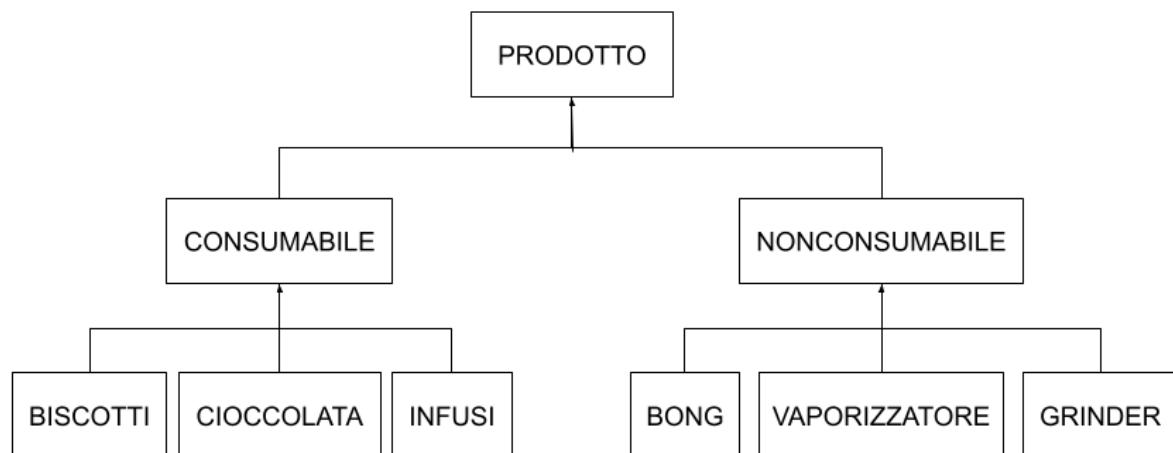 PRODOTTO
CONSUMABILE
NONCONSUMABILE
BISCOTTI
CIOCCOLATA
INFUSI
BONG
VAPORIZZATORE
GRINDER